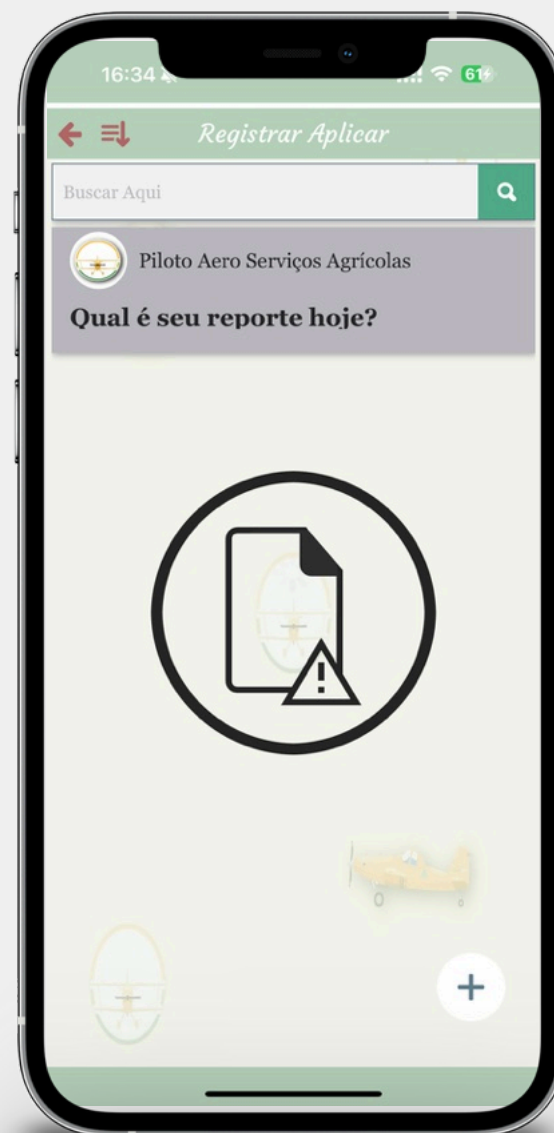 16:34
61
Registrar Aplicar
Buscar Aqui
Piloto Aero Serviços Agrícolas
Qual é seu reporte hoje?